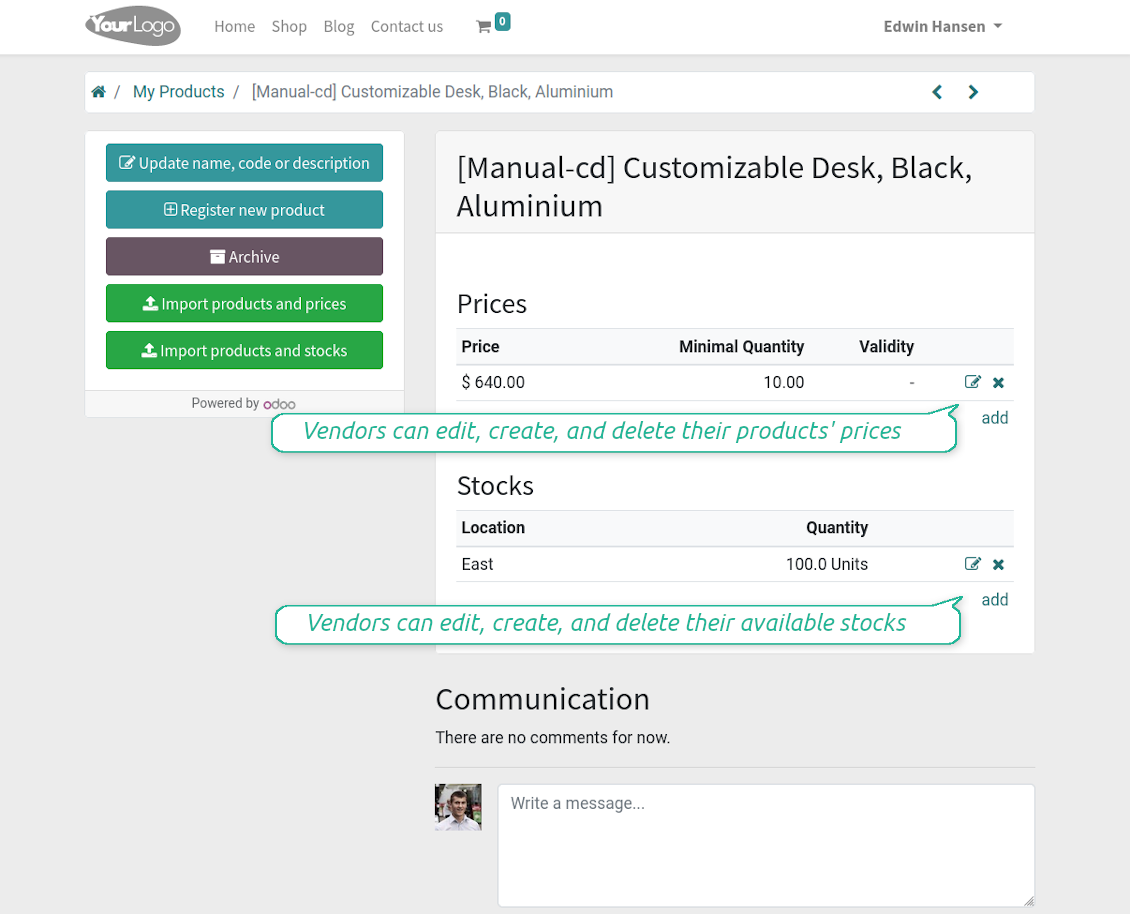 YourLogo Home Shop Blog Contact us 0 Edwin Hansen
/ My Products / [Manual-cd] Customizable Desk, Black, Aluminium
Update name, code or description
Register new product
Archive
Import products and prices
Import products and stocks
Powered by odoo
[Manual-cd] Customizable Desk, Black,
Aluminium
Prices
Price Minimal Quantity Validity
$ 640.00 10.00 -
add
Vendors can edit, create, and delete their products' prices
Stocks
Location Quantity
East 100.0 Units
add
Vendors can edit, create, and delete their available stocks
Communication
There are no comments for now.
Write a message...